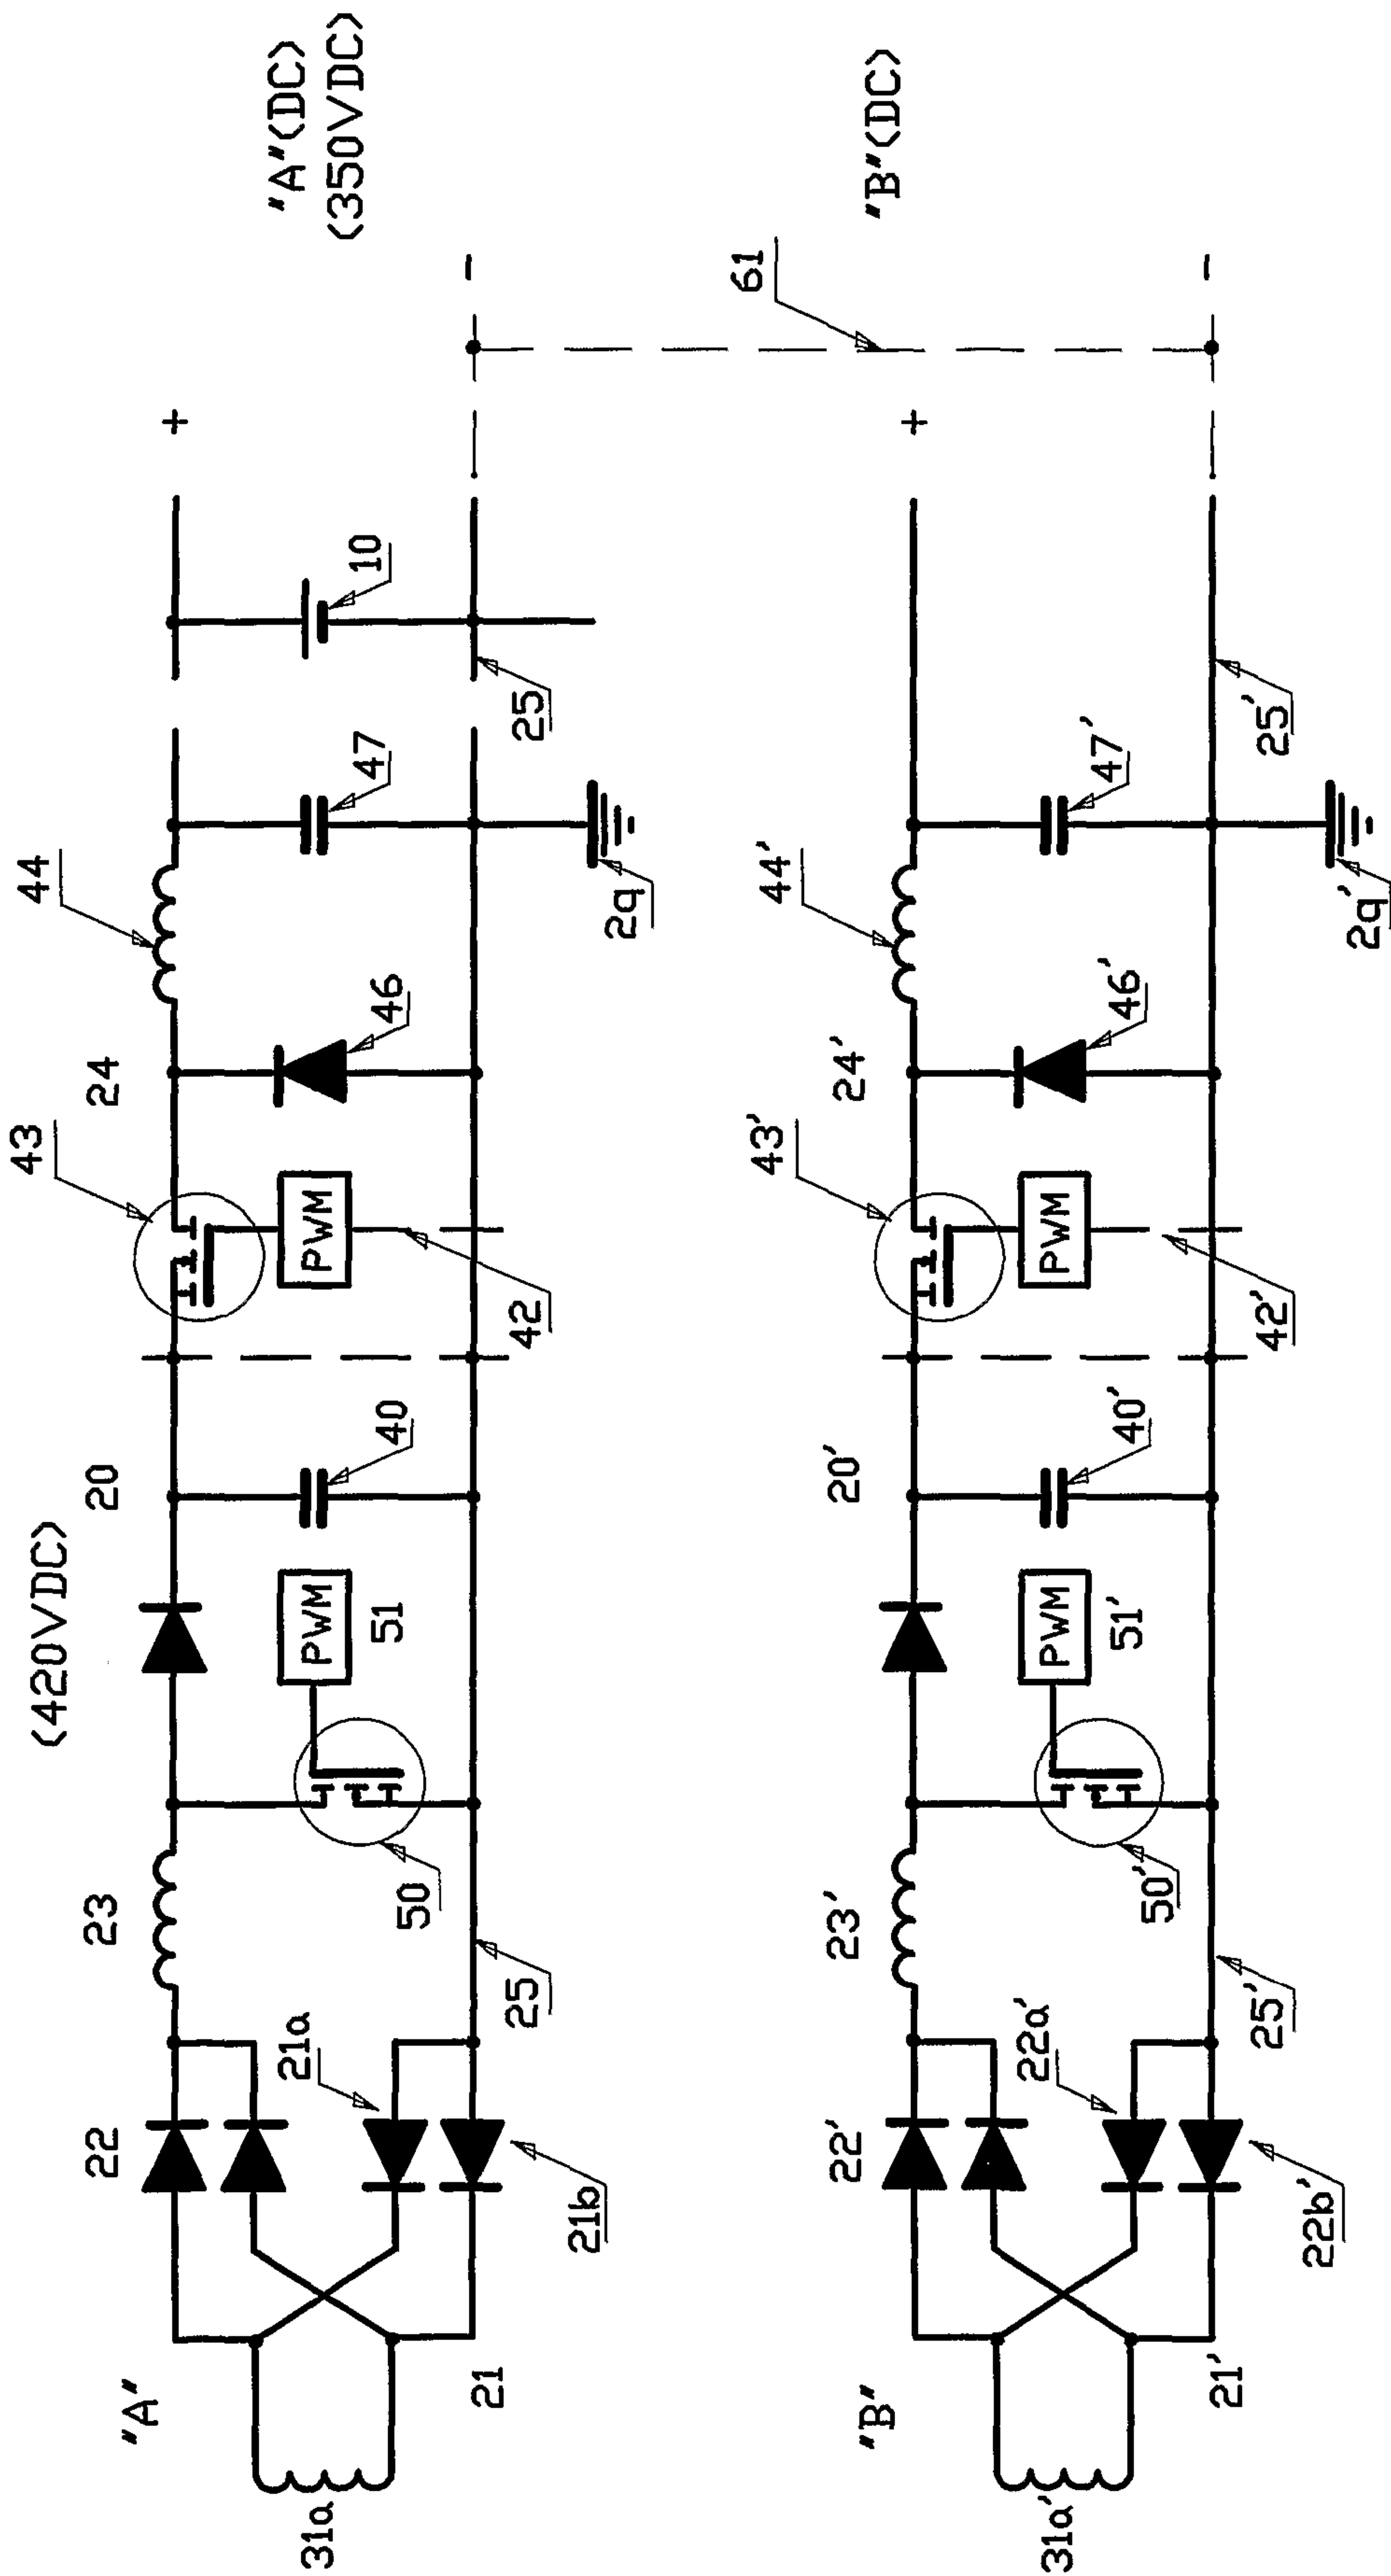 "A"(DC)
(350VDC)
(420VDC)
"A"
31a
21
22
21a
21b
23
25
50
PWM
51
20
40
43
PWM
42
24
46
44
47
2q
25
10
+
-
61
"B"(DC)
"B"
31a'
21'
22'
22a'
22b'
23'
25'
50'
PWM
51'
20'
40'
43'
PWM
42'
24'
46'
44'
47'
2q'
25'
+
-